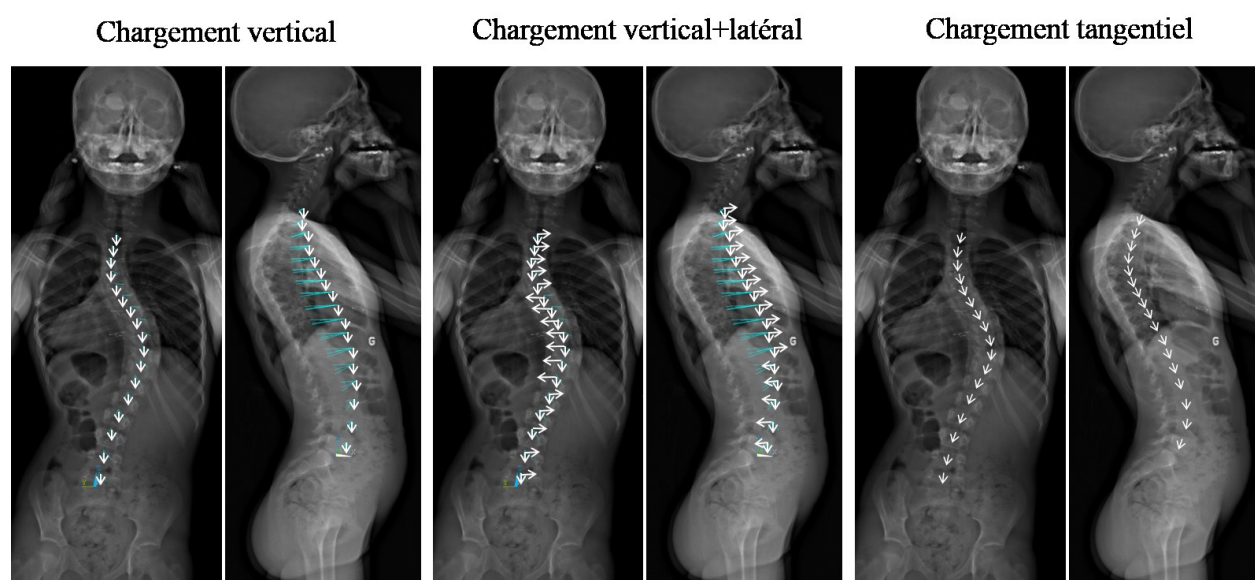 Chargement vertical
Chargement vertical+latéral
Chargement tangentiel
G
G
G